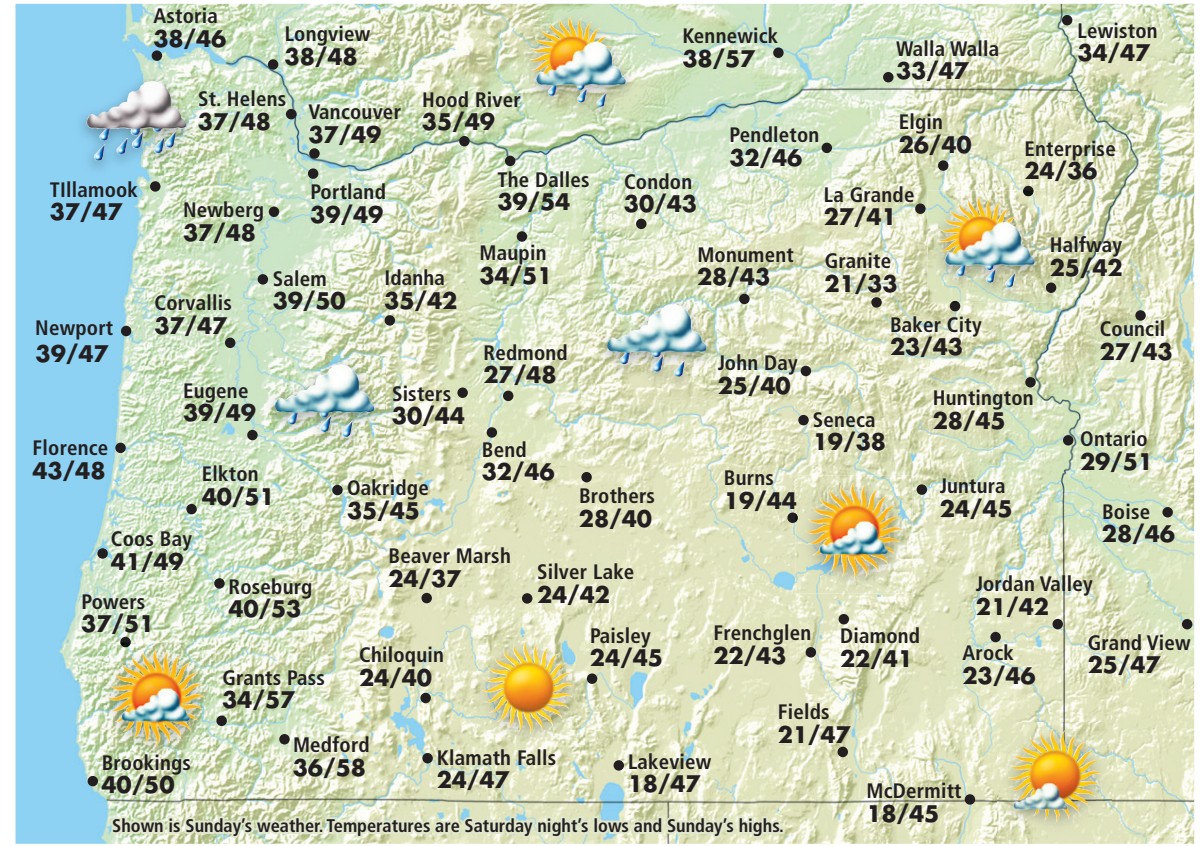 Astoria
38/46
Longview
38/48
Kennewick
38/57
Walla Walla
33/47
Lewiston
34/47
St. Helens
37/48
Vancouver
37/49
Hood River
35/49
Pendleton
32/46
Elgin
26/40
Enterprise
24/36
TIllamook
37/47
Newberg
37/48
Portland
39/49
The Dalles
39/54
Condon
30/43
La Grande
27/41
Maupin
34/51
Monument
28/43
Granite
21/33
Halfway
25/42
Salem
39/50
Idanha
35/42
Corvallis
37/47
Newport
39/47
Baker City
23/43
Council
27/43
Redmond
27/48
John Day
25/40
Eugene
39/49
Sisters
30/44
Huntington
28/45
Seneca
19/38
Florence
43/48
Bend
32/46
Ontario
29/51
Elkton
40/51
Oakridge
35/45
Brothers
28/40
Burns
19/44
Juntura
24/45
Boise
28/46
Coos Bay
41/49
Beaver Marsh
24/37
Silver Lake
24/42
Roseburg
40/53
Jordan Valley
21/42
Powers
37/51
Paisley
24/45
Frenchglen
22/43
Diamond
22/41
Arock
23/46
Grand View
25/47
Chiloquin
24/40
Grants Pass
34/57
Fields
21/47
Medford
36/58
Klamath Falls
24/47
Lakeview
18/47
Brookings
40/50
McDermitt
18/45
Shown is Sunday's weather. Temperatures are Saturday night's lows and Sunday's highs.